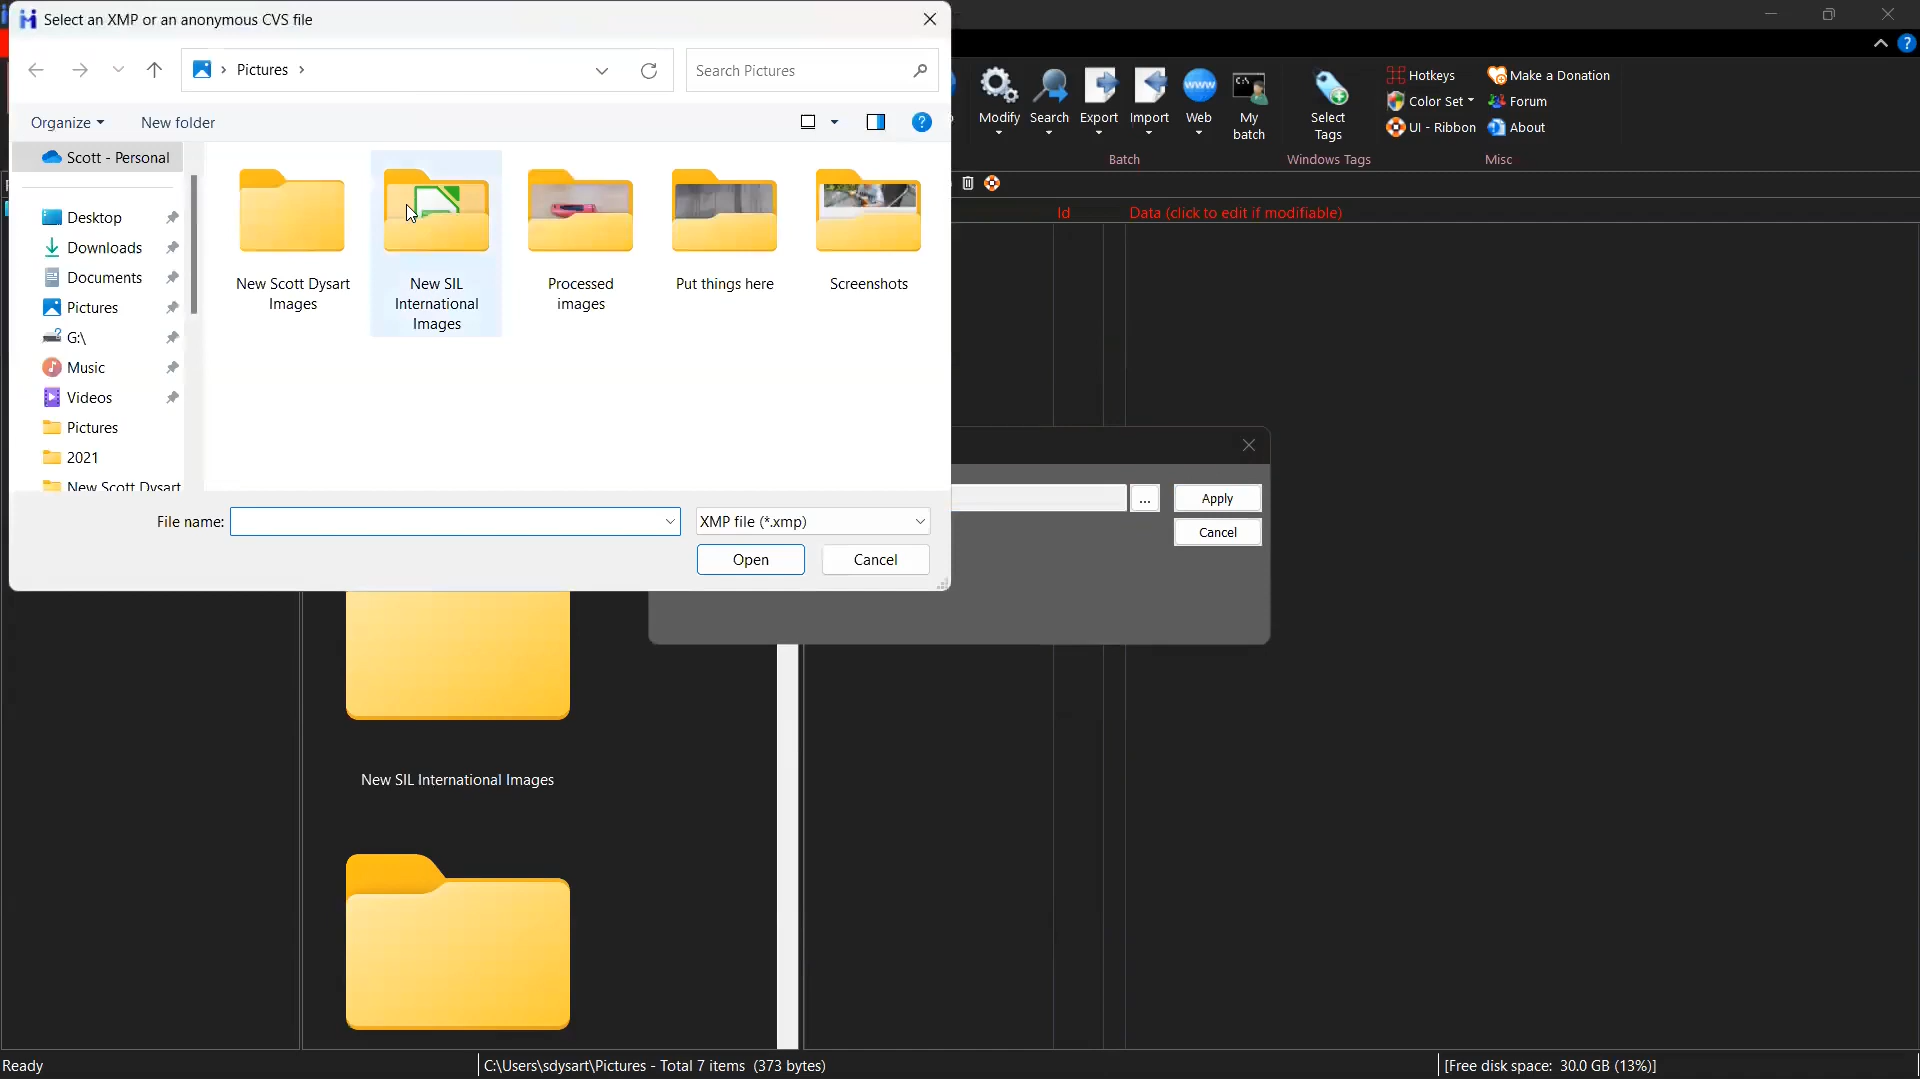 Select an XMP or an anonymous CVS file
Pictures
Search Pictures
Organize
New folder
Scott - Personal
Desktop
Downloads
Documents
Pictures
G:\
Music
Videos
Pictures
2021
New Scott Dysart
New Scott Dysart
Images
New SIL
International
Images
Processed
images
Put things here
Screenshots
File name:
XMP file (*.xmp)
Open
Cancel
Modify
Search
Export
Import
Web
My
batch
Select
Tags
Hotkeys
Make a Donation
Color Set
Forum
UI - Ribbon
About
Batch
Windows Tags
Misc
Id
Data (click to edit if modifiable)
...
Apply
Cancel
New SIL International Images
Ready
C:\Users\sdysart\Pictures - Total 7 items (373 bytes)
[Free disk space: 30.0 GB (13%)]